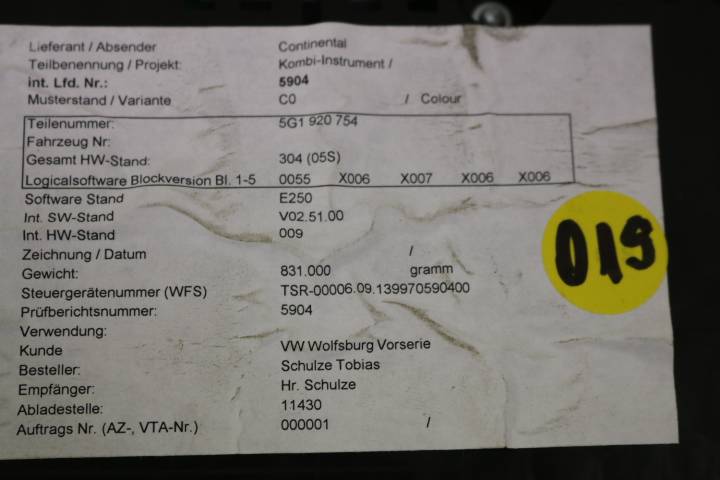 Lieferant / Absender Continental
Teilbenennung / Projekt: Kombi-Instrument /
int. Lfd. Nr.: 5904
Musterstand / Variante C0 / Colour
Teilenummer: 5G1 920 754
Fahrzeug Nr:
Gesamt HW-Stand: 304 (05S)
Logicalsoftware Blockversion Bl. 1-5 0055 X006 X007 X006 X006
Software Stand E250
Int. SW-Stand V02.51.00
Int. HW-Stand 009
Zeichnung / Datum /
Gewicht: 831.000 gramm
Steuergerätenummer (WFS) TSR-00006.09.139970590400
Prüfberichtsnummer: 5904
Verwendung:
Kunde VW Wolfsburg Vorserie
Besteller: Schulze Tobias
Empfänger: Hr. Schulze
Abladestelle: 11430
Auftrags Nr. (AZ-, VTA-Nr.) 000001 /
019